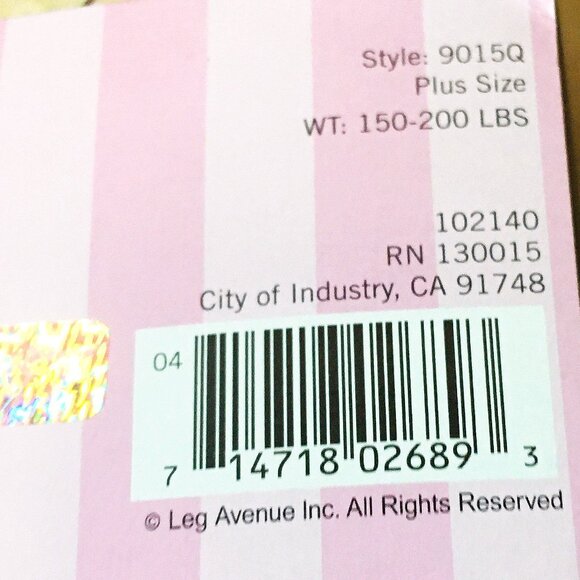 Style: 9015Q
Plus Size
WT: 150-200 LBS
102140
RN 130015
City of Industry, CA 91748
04
7 14718 02689 3
© Leg Avenue Inc. All Rights Reserved